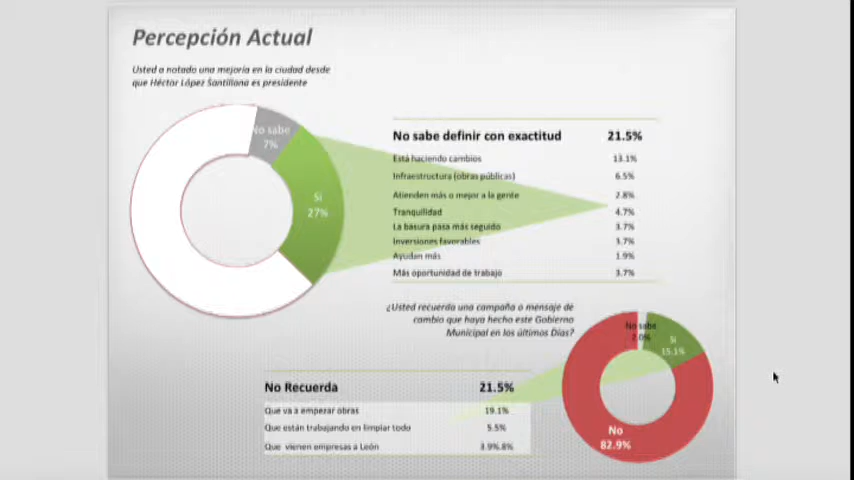 Percepción Actual
Usted a notado una mejoría en la ciudad desde
que Héctor López Santillana es presidente
No sabe
7%
Si
27%
No sabe definir con exactitud 21.5%
Está haciendo cambios 13.1%
Infraestructura (obras públicas) 6.5%
Atienden más o mejor a la gente 2.8%
Tranquilidad 4.7%
La basura pasa más seguido 3.7%
Inversiones favorables 3.7%
Ayudan más 1.9%
Más oportunidad de trabajo 3.7%
¿Usted recuerda una campaña o mensaje de
cambio que haya hecho este Gobierno
Municipal en los últimos Días?
No sabe
2.0%
Si
15.1%
No
82.9%
No Recuerda 21.5%
Que va a empezar obras 19.1%
Que están trabajando en limpiar todo 5.5%
Que vienen empresas a León 3.9%.8%